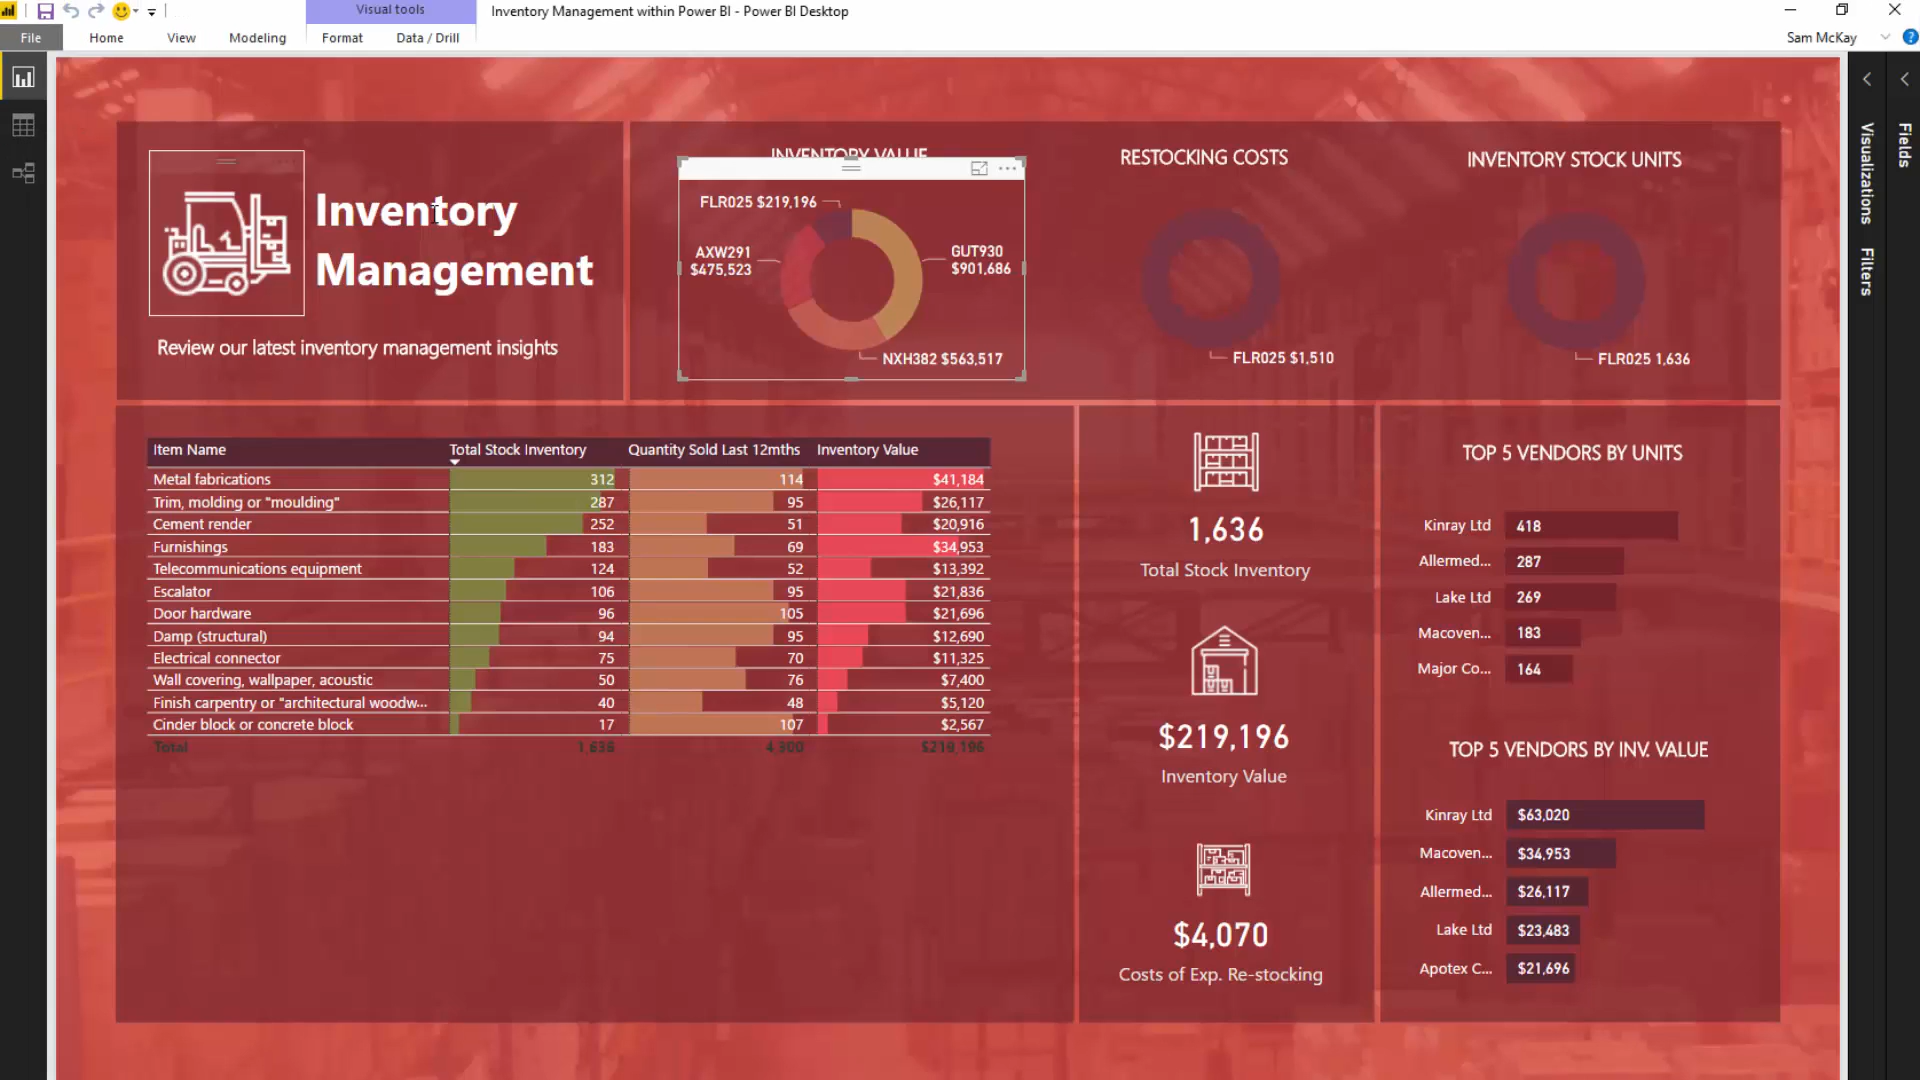 Visual tools
Inventory Management within Power BI - Power BI Desktop
File
Home
View
Modeling
Format
Data / Drill
Sam McKay
?
Visualizations
Filters
Fields
Inventory
Management
Review our latest inventory management insights
INVENTORY VALUE
FLR025 $219,196
AXW291
$475,523
GUT930
$901,686
NXH382 $563,517
RESTOCKING COSTS
FLR025 $1,510
INVENTORY STOCK UNITS
FLR025 1,636
Item Name Total Stock Inventory Quantity Sold Last 12mths Inventory Value
Metal fabrications 312 114 $41,184
Trim, molding or "moulding" 287 95 $26,117
Cement render 252 51 $20,916
Furnishings 183 69 $34,953
Telecommunications equipment 124 52 $13,392
Escalator 106 95 $21,836
Door hardware 96 105 $21,696
Damp (structural) 94 95 $12,690
Electrical connector 75 70 $11,325
Wall covering, wallpaper, acoustic 50 76 $7,400
Finish carpentry or "architectural woodw... 40 48 $5,120
Cinder block or concrete block 17 107 $2,567
Total 1,636 4,300 $219,196
1,636
Total Stock Inventory
$219,196
Inventory Value
$4,070
Costs of Exp. Re-stocking
TOP 5 VENDORS BY UNITS
Kinray Ltd 418
Allermed... 287
Lake Ltd 269
Macoven... 183
Major Co... 164
TOP 5 VENDORS BY INV. VALUE
Kinray Ltd $63,020
Macoven... $34,953
Allermed... $26,117
Lake Ltd $23,483
Apotex C... $21,696